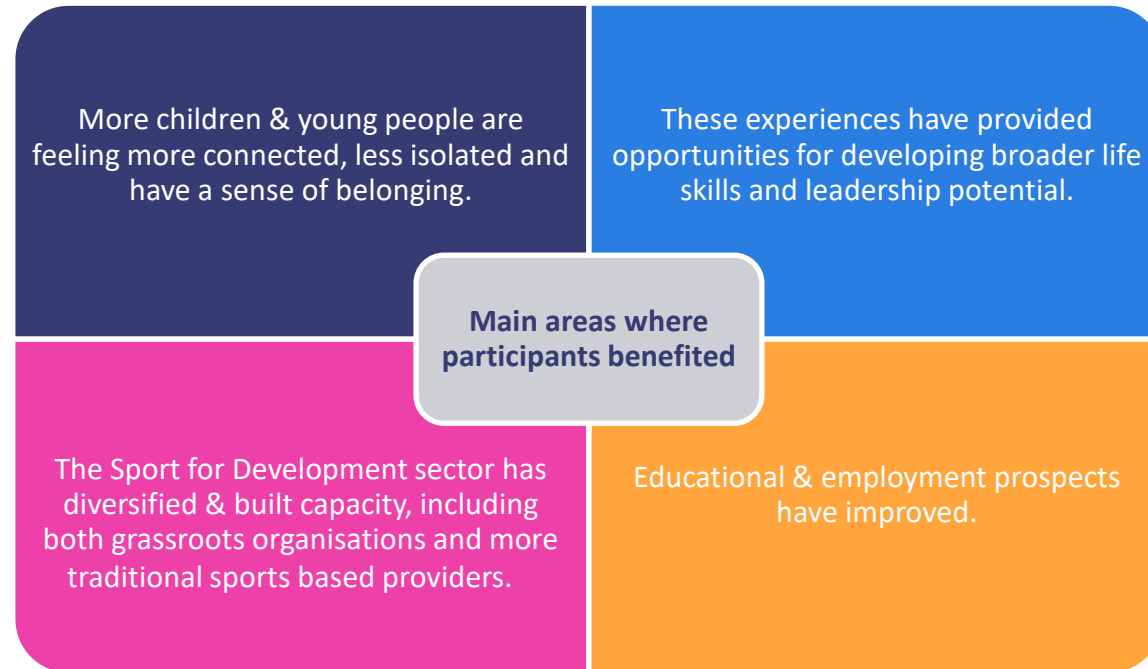 More children & young people are
feeling more connected, less isolated and
have a sense of belonging.
These experiences have provided
opportunities for developing broader life
skills and leadership potential.
Main areas where
participants benefited
The Sport for Development sector has
diversified & built capacity, including
both grassroots organisations and more
traditional sports based providers.
Educational & employment prospects
have improved.